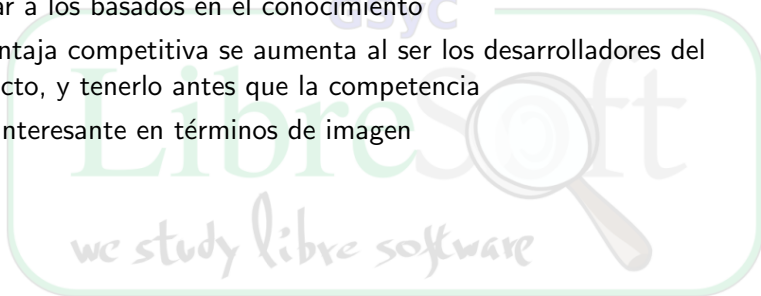 ar a los basados en el conocimiento
GSyC
ntaja competitiva se aumenta al ser los desarrolladores del
cto, y tenerlo antes que la competencia
nteresante en términos de imagen
LibreSoft
we study libre software